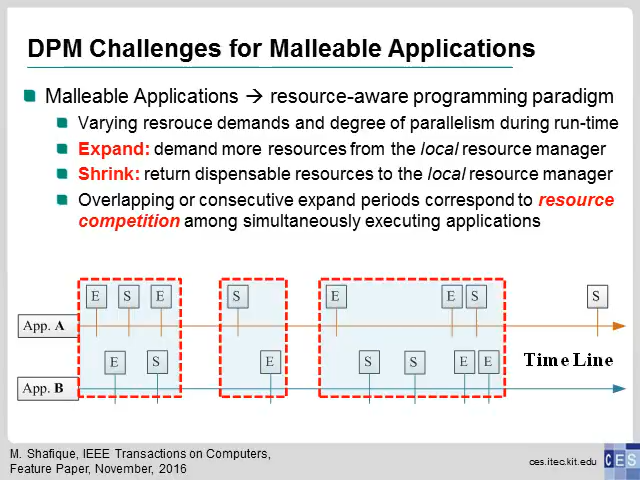 DPM Challenges for Malleable Applications
Malleable Applications → resource-aware programming paradigm
Varying resrouce demands and degree of parallelism during run-time
Expand: demand more resources from the local resource manager
Shrink: return dispensable resources to the local resource manager
Overlapping or consecutive expand periods correspond to resource
competition among simultaneously executing applications
E S E S E E S S
App. A
E S E S S E E
Time Line
App. B
M. Shafique, IEEE Transactions on Computers,
Feature Paper, November, 2016
ces.itec.kit.edu
CES